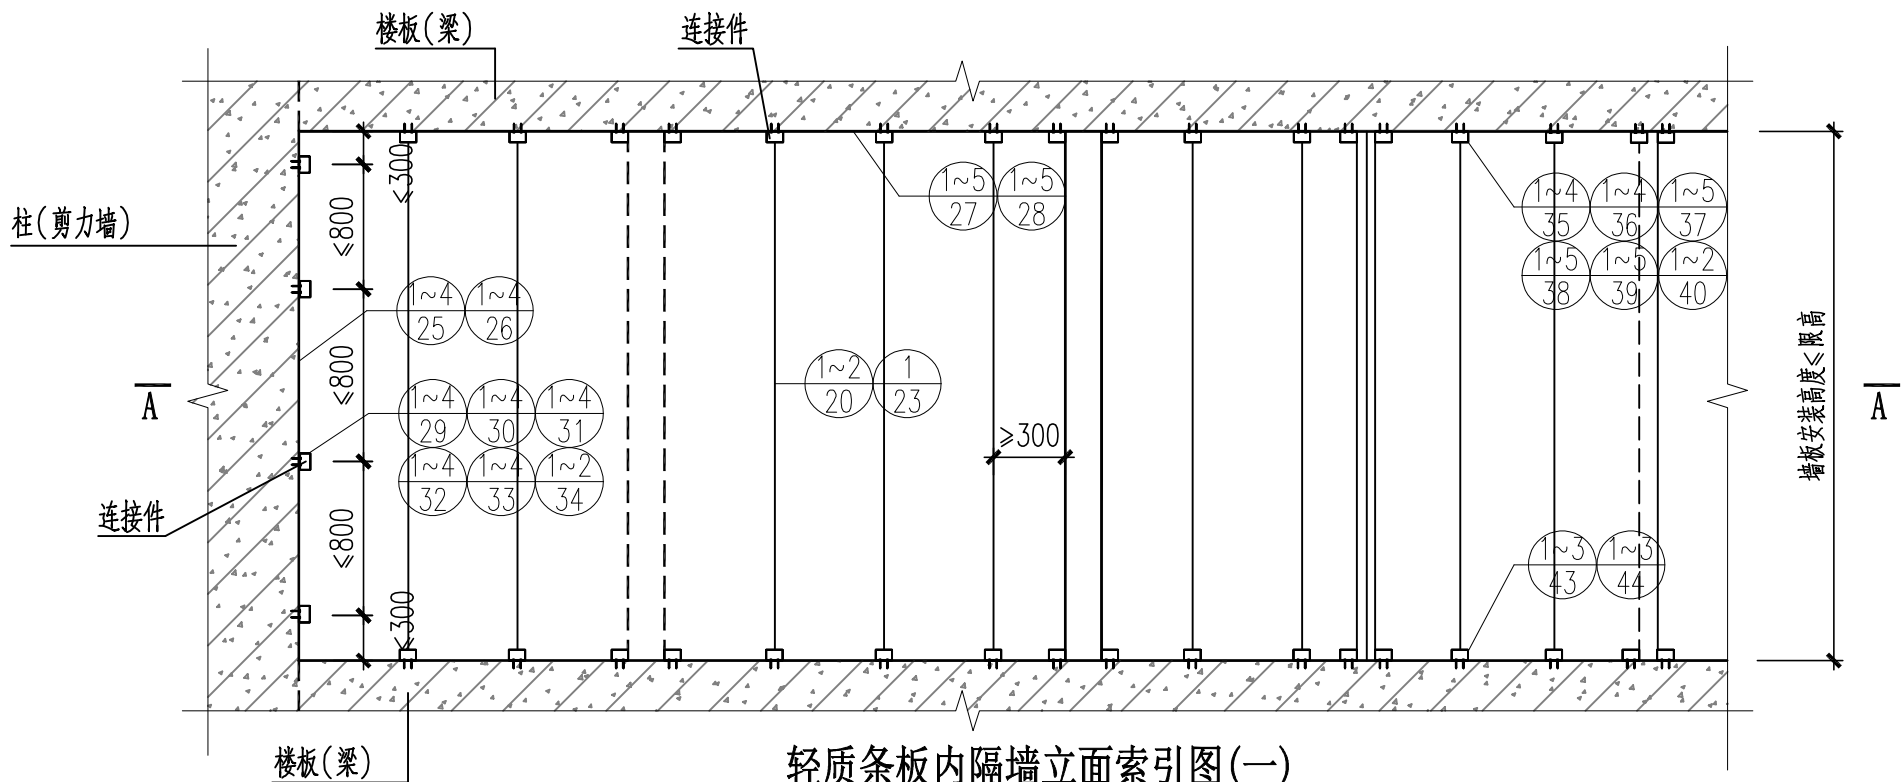 楼板(梁)
连接件
柱(剪力墙)
≤300
≤800
≤800
≤800
≤300
1~5 1~5
27 28
1~4 1~4 1~5
35 36 37
1~5 1~5 1~2
38 39 40
1~4 1~4
25 26
1~2 1
20 23
1~4 1~4 1~4
29 30 31
1~4 1~4 1~2
32 33 34
≥300
墙板安装高度≤限高
A
A
连接件
1~3 1~3
43 44
楼板(梁)
轻质条板内隔墙立面索引图(一)